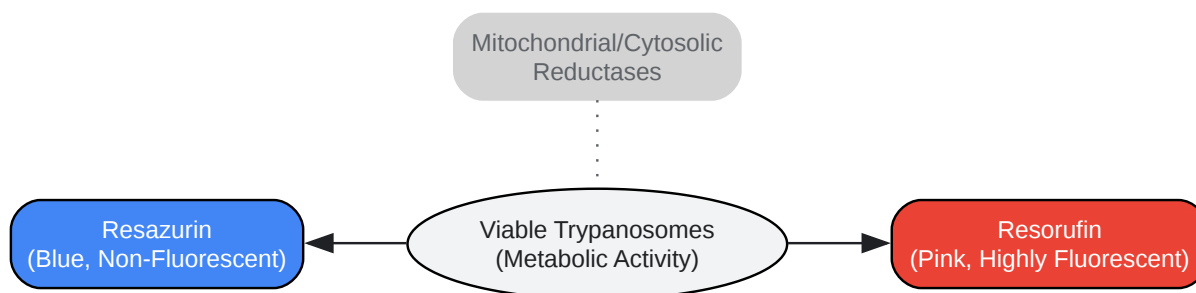 Mitochondrial/Cytosolic
Reductases
Resazurin
(Blue, Non-Fluorescent)
Viable Trypanosomes
(Metabolic Activity)
Resorufin
(Pink, Highly Fluorescent)